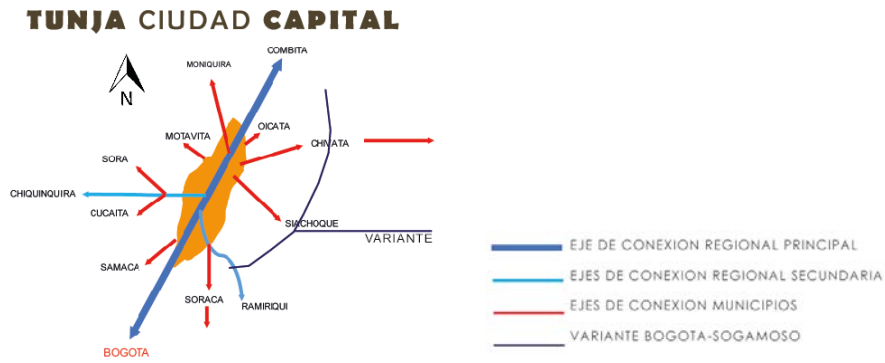 TUNJA CIUDAD CAPITAL
COMBITA
MONIQUIRA
N
OICATA
MOTAVITA
CHIVATA
SORA
CHIQUINQUIRA
CUCAITA
SIACHOQUE
VARIANTE
SAMACA
SORACA
RAMIRIQUI
BOGOTA
EJE DE CONEXION REGIONAL PRINCIPAL
EJES DE CONEXION REGIONAL SECUNDARIA
EJES DE CONEXION MUNICIPIOS
VARIANTE BOGOTA-SOGAMOSO